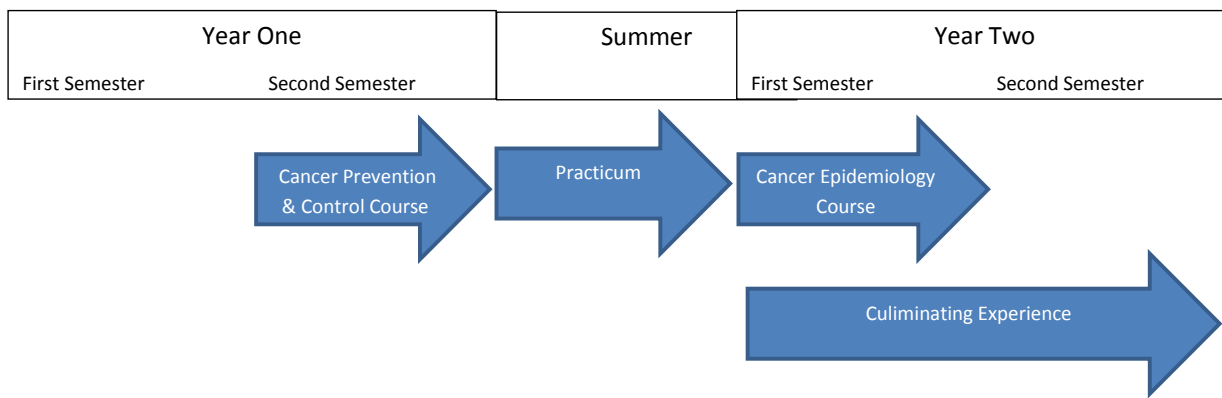 Year One
Summer
Year Two
First Semester
Second Semester
First Semester
Second Semester
Cancer Prevention
& Control Course
Practicum
Cancer Epidemiology
Course
Culiminating Experience